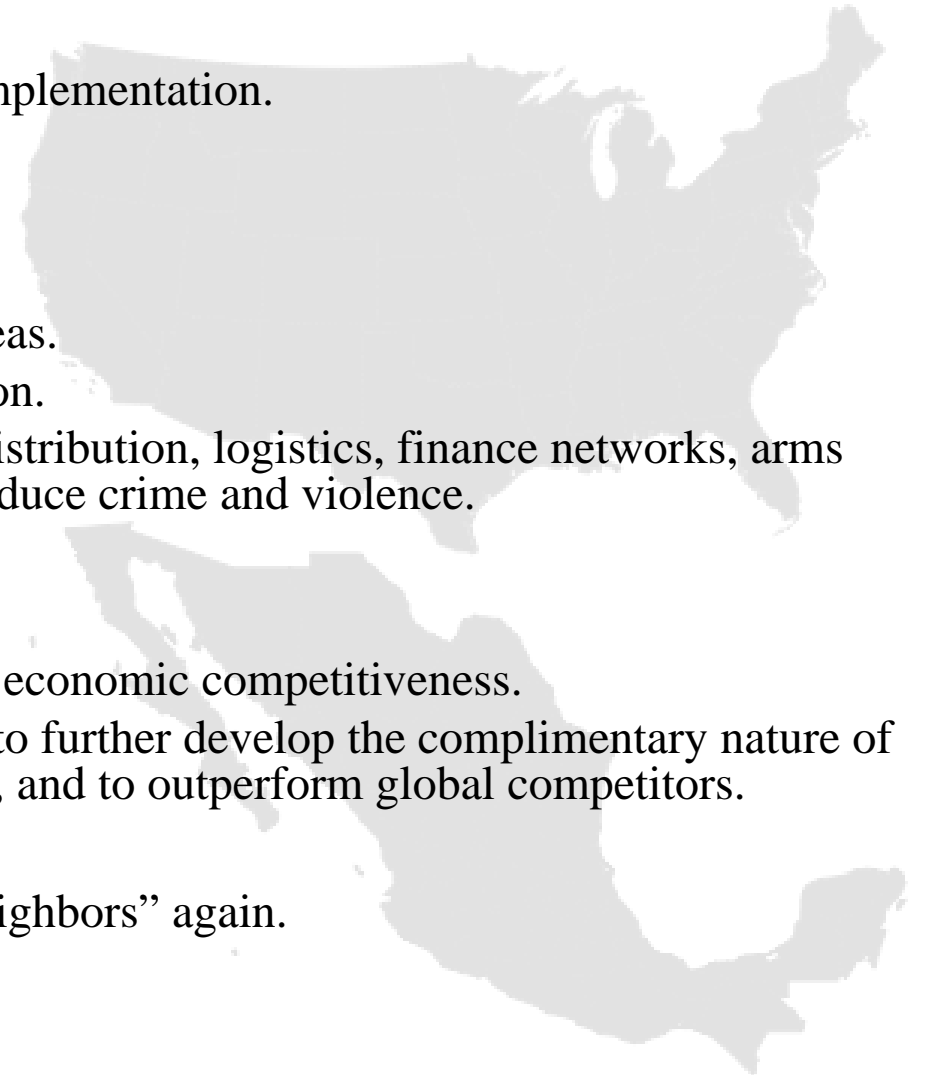 nplementation.
eas.
on.
istribution, logistics, finance networks, arms
duce crime and violence.
economic competitiveness.
to further develop the complimentary nature of
, and to outperform global competitors.
ighbors” again.